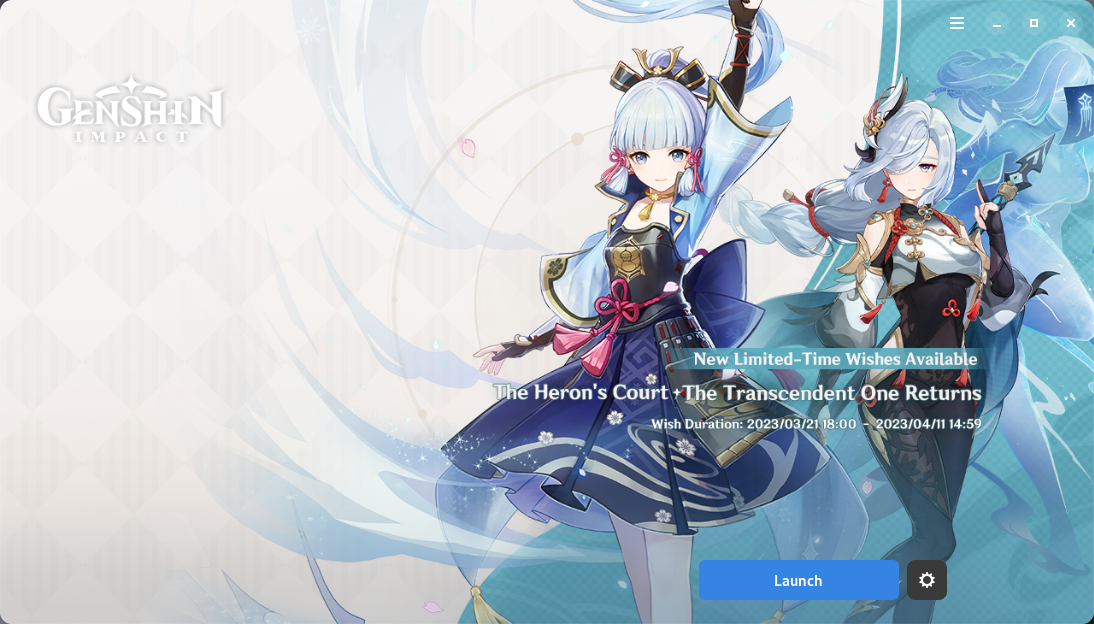 GENSHIN
IMPACT
New Limited-Time Wishes Available
The Heron's Court The Transcendent One Returns
Wish Duration: 2023/03/21 18:00 - 2023/04/11 14:59
Launch